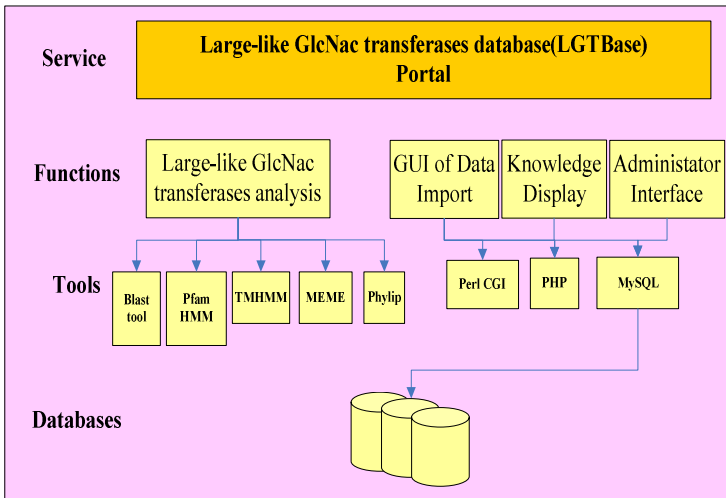 Service
Large-like GlcNac transferases database(LGTBase)
Portal
Functions
Large-like GlcNac
transferases analysis
GUI of Data
Import
Knowledge
Display
Administator
Interface
Tools
Blast
tool
Pfam
HMM
TMHMM
MEME
Phylip
Perl CGI
PHP
MySQL
Databases